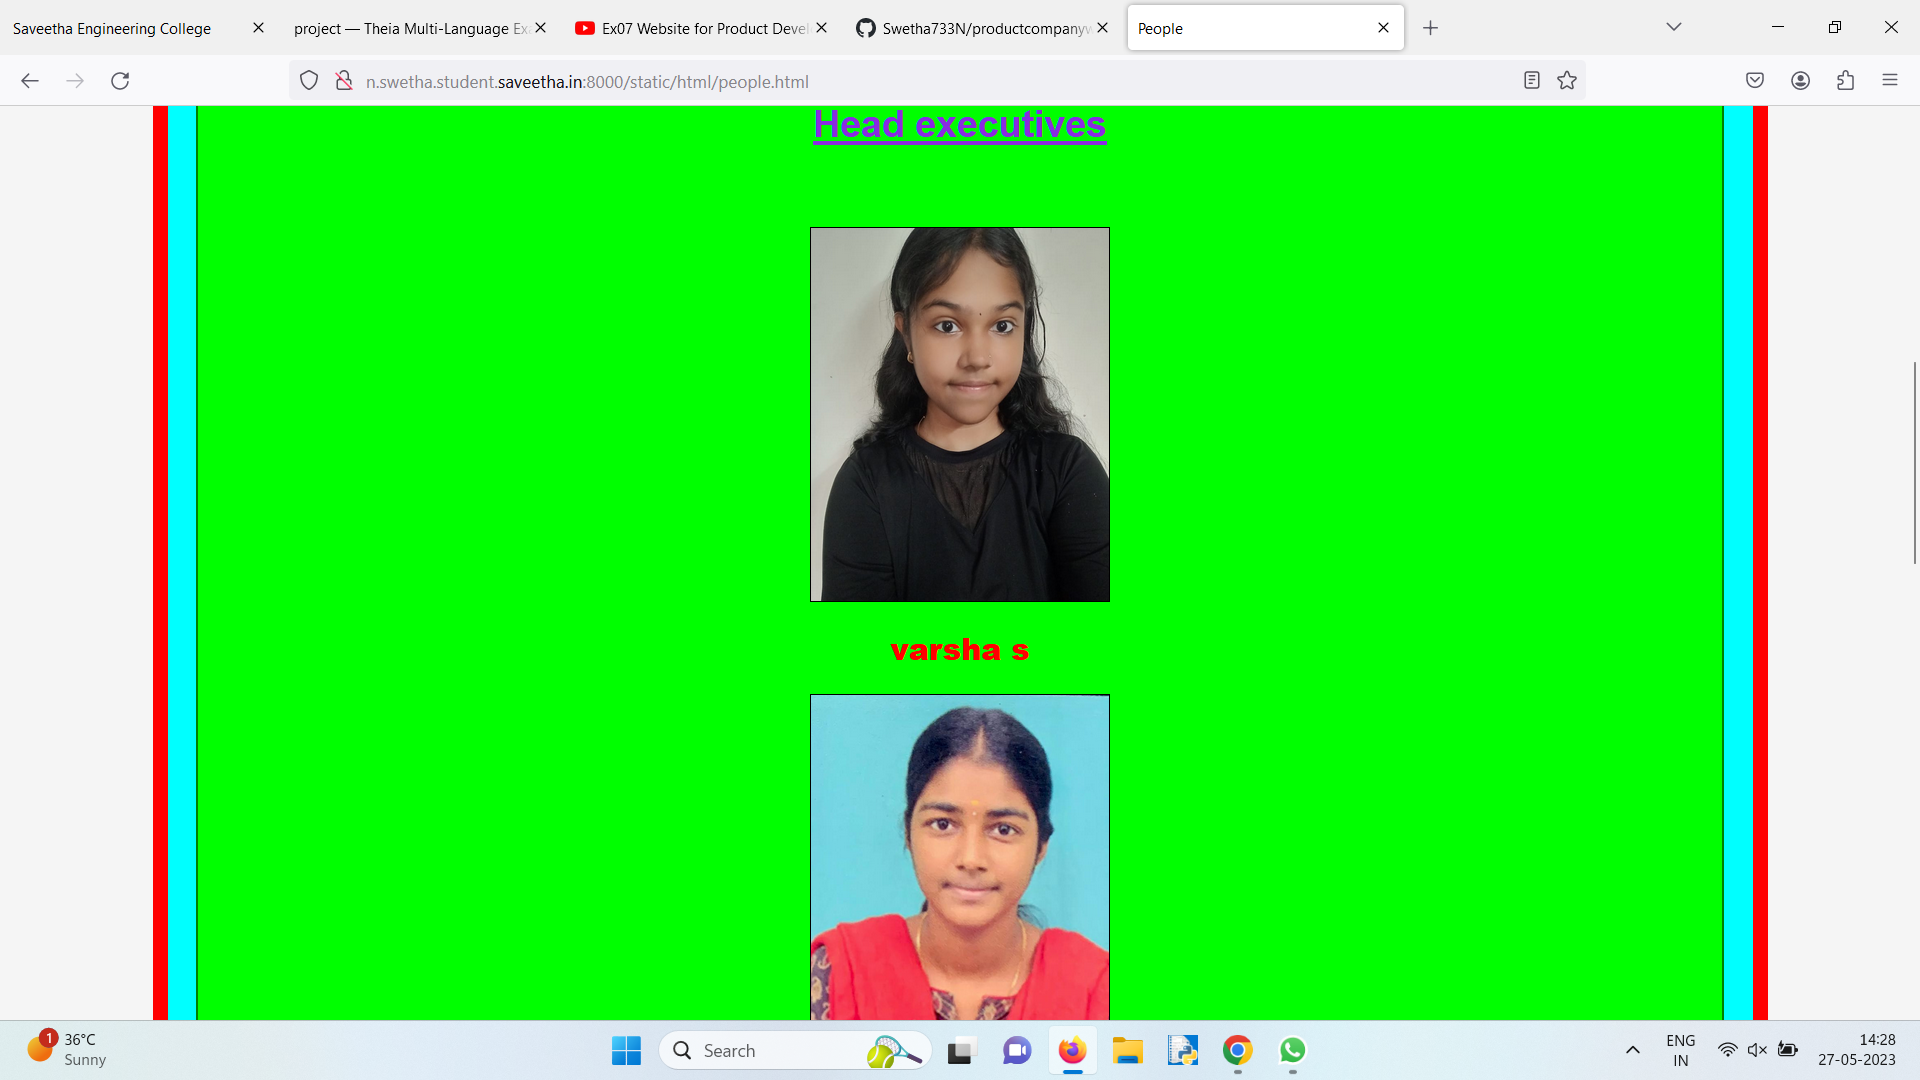 Saveetha Engineering College
project — Theia Multi-Language Ex
Ex07 Website for Product Devel
Swetha733N/productcompanyw
People
n.swetha.student.saveetha.in:8000/static/html/people.html
Head executives
varsha s
1
36°C
Sunny
Search
ENG
IN
14:28
27-05-2023